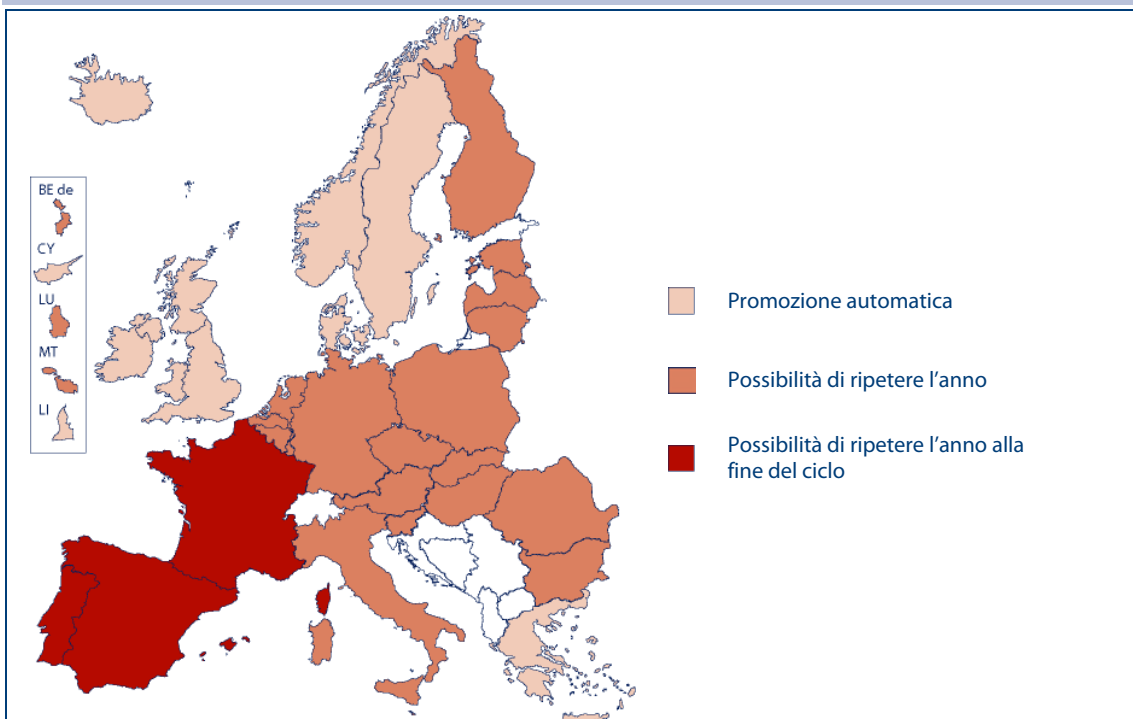 BE de
CY
LU
MT
LI
Promozione automatica
Possibilità di ripetere l’anno
Possibilità di ripetere l’anno alla
fine del ciclo